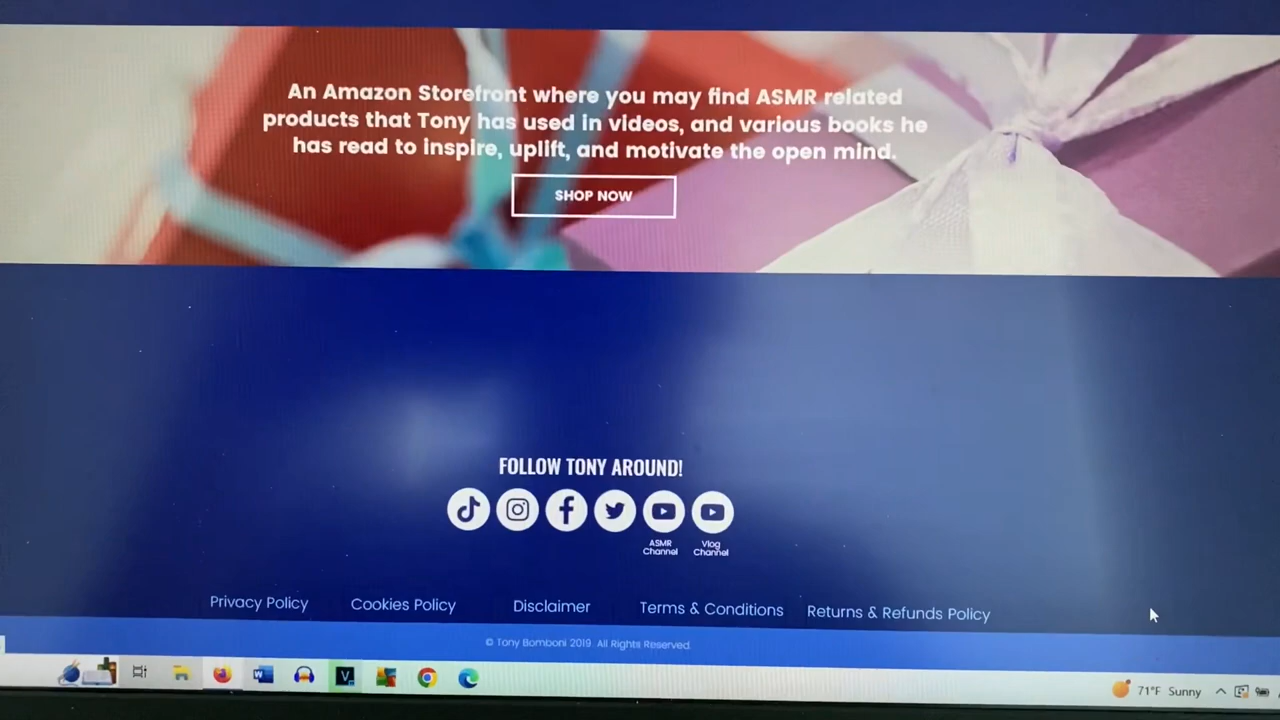 An Amazon Storefront where you may find ASMR related
products that Tony has used in videos, and various books he
has read to inspire, uplift, and motivate the open mind.
SHOP NOW
FOLLOW TONY AROUND!
ASMR Channel
Vlog Channel
Privacy Policy Cookies Policy Disclaimer Terms & Conditions Returns & Refunds Policy
© Tony Bomboni 2019 All Rights Reserved.
71°F Sunny